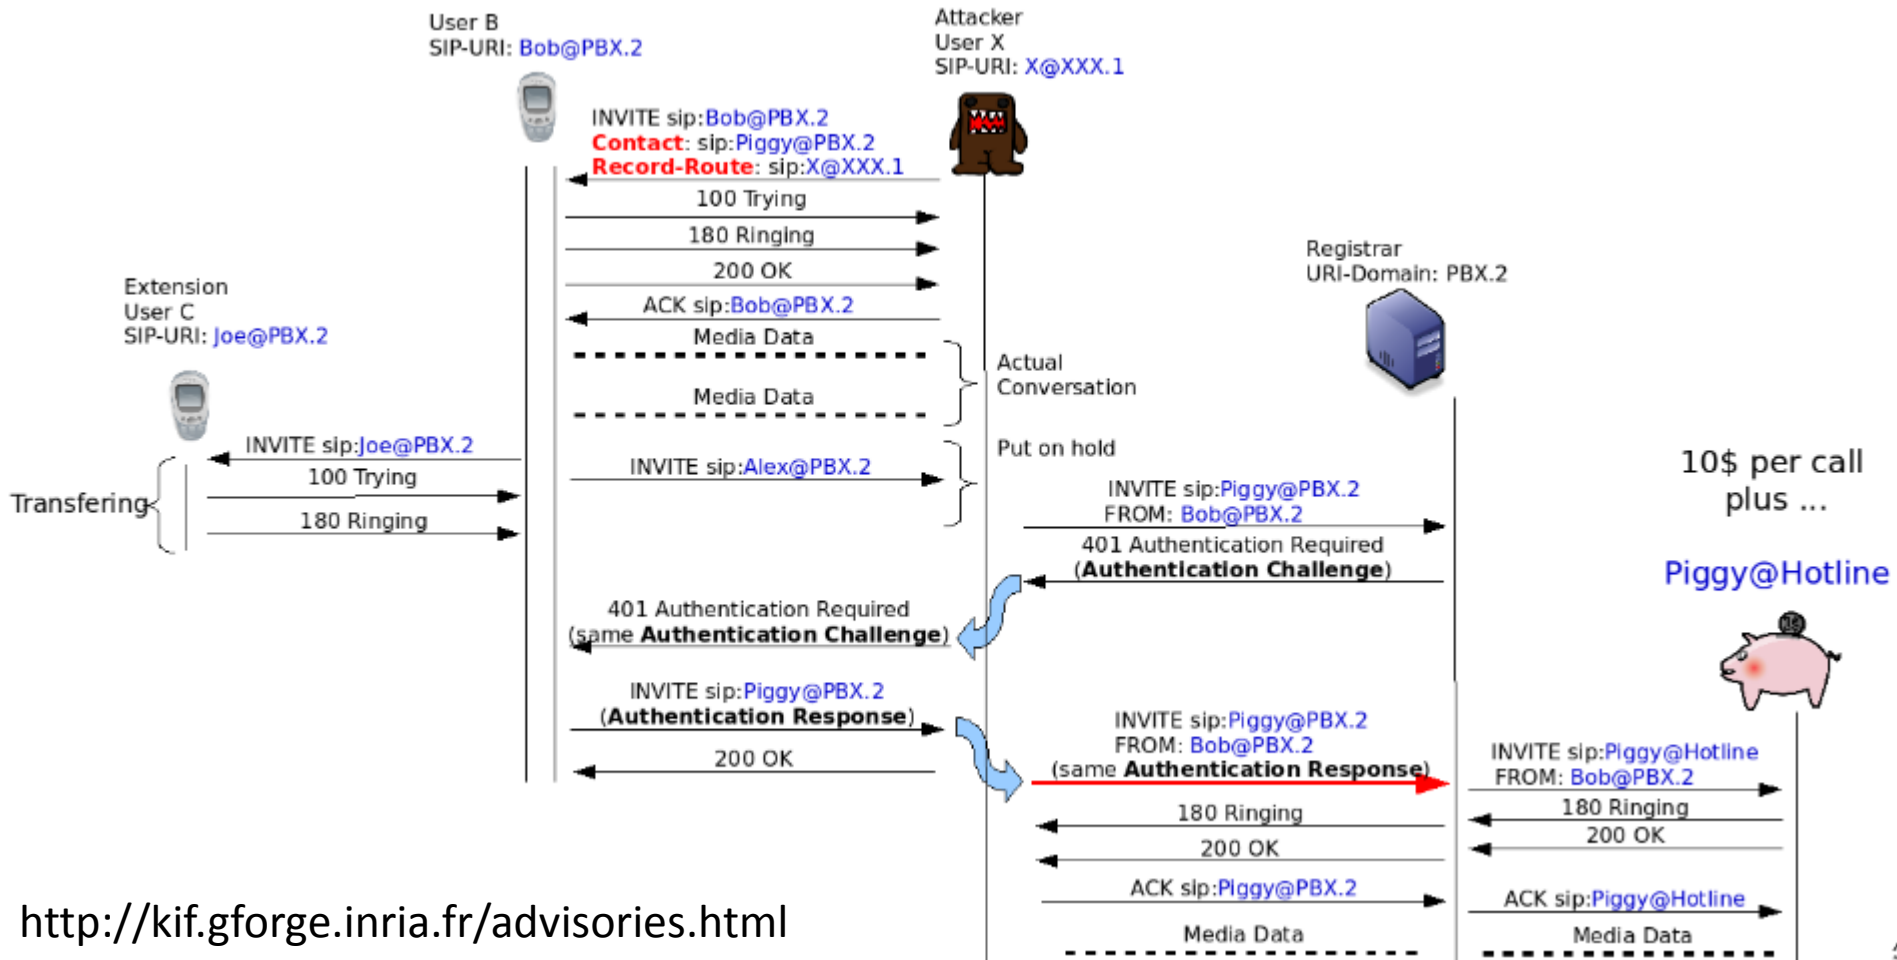 User B
SIP-URI: Bob@PBX.2
Attacker
User X
SIP-URI: X@XXX.1
INVITE sip:Bob@PBX.2
Contact: sip:Piggy@PBX.2
Record-Route: sip:X@XXX.1
100 Trying
180 Ringing
200 OK
ACK sip:Bob@PBX.2
Media Data
Media Data
Actual
Conversation
Registrar
URI-Domain: PBX.2
Extension
User C
SIP-URI: Joe@PBX.2
INVITE sip:Joe@PBX.2
100 Trying
180 Ringing
Transfering
INVITE sip:Alex@PBX.2
Put on hold
INVITE sip:Piggy@PBX.2
FROM: Bob@PBX.2
401 Authentication Required
(Authentication Challenge)
10$ per call
plus ...
Piggy@Hotline
401 Authentication Required
(same Authentication Challenge)
INVITE sip:Piggy@PBX.2
(Authentication Response)
200 OK
INVITE sip:Piggy@PBX.2
FROM: Bob@PBX.2
(same Authentication Response)
180 Ringing
200 OK
ACK sip:Piggy@PBX.2
Media Data
INVITE sip:Piggy@Hotline
FROM: Bob@PBX.2
180 Ringing
200 OK
ACK sip:Piggy@Hotline
Media Data
http://kif.gforge.inria.fr/advisories.html